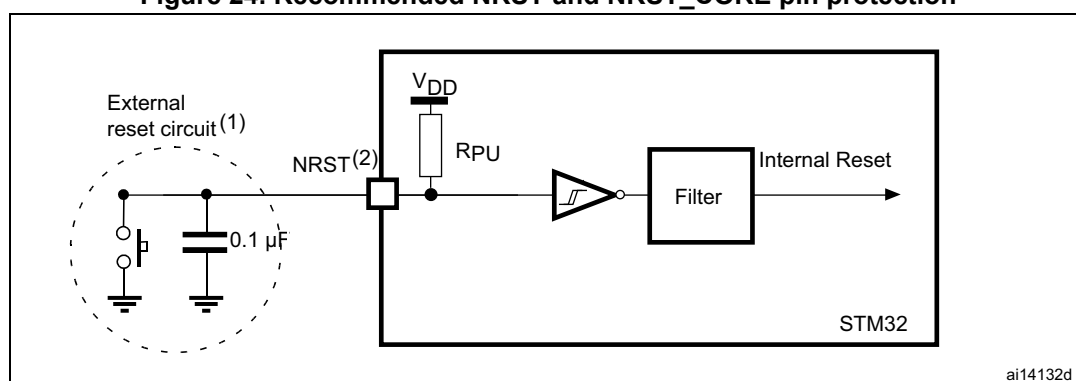 Figure 24. Recommended NRST and NRST_CORE pin protection
External
reset circuit(1)
NRST(2)
VDD
RPU
Filter
Internal Reset
0.1 µF
STM32
ai14132d